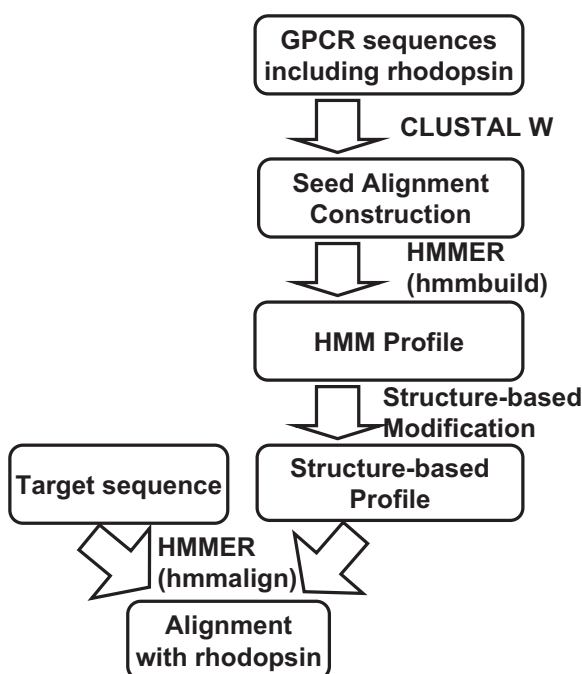 GPCR sequences
including rhodopsin
CLUSTAL W
Seed Alignment
Construction
HMMER
(hmmbuild)
HMM Profile
Structure-based
Modification
Target sequence
Structure-based
Profile
HMMER
(hmmalign)
Alignment
with rhodopsin